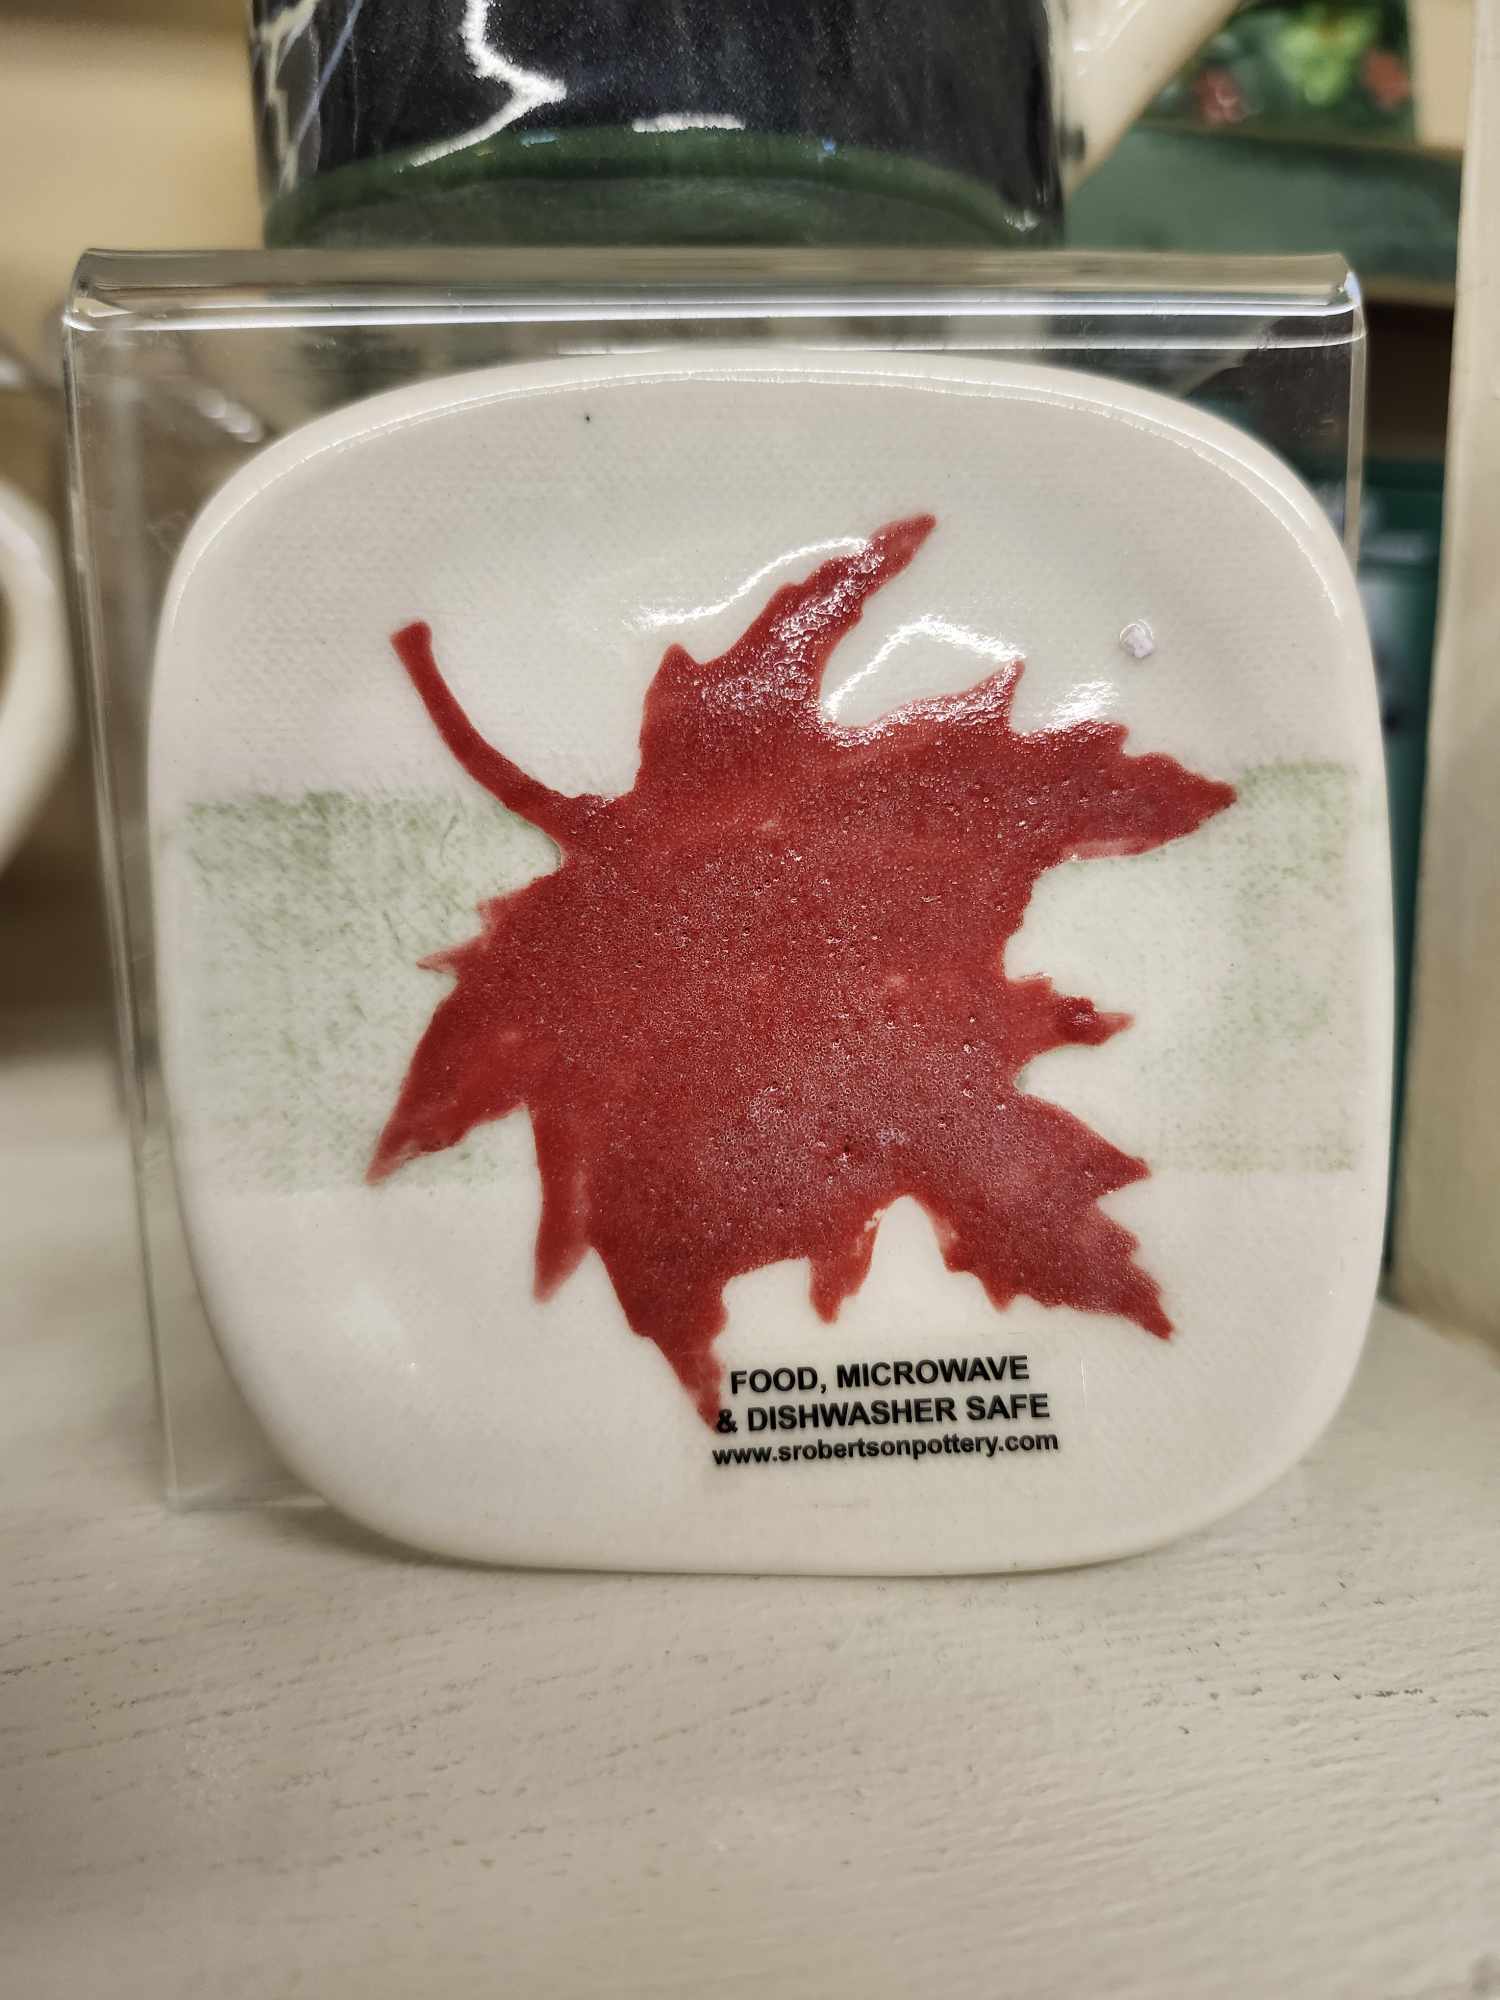 FOOD, MICROWAVE
& DISHWASHER SAFE
www.srobertsonpottery.com